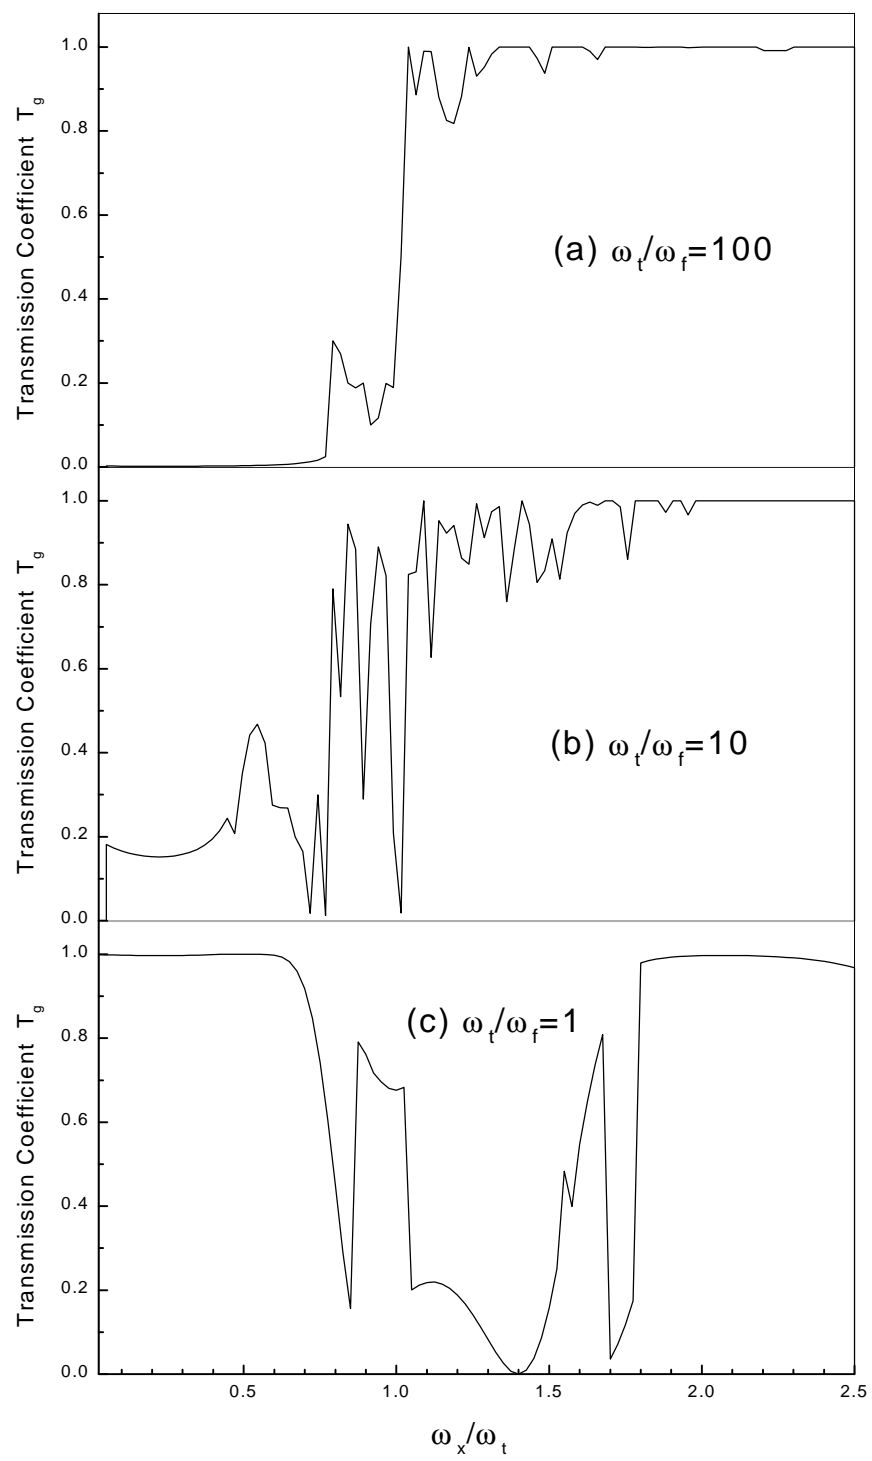 Transmission Coefficient T_g
1.0
0.8
0.6
0.4
0.2
0.0
(a) ω_t/ω_f=100
Transmission Coefficient T_g
1.0
0.8
0.6
0.4
0.2
0.0
(b) ω_t/ω_f=10
Transmission Coefficient T_g
1.0
0.8
0.6
0.4
0.2
0.0
(c) ω_t/ω_f=1
0.5 1.0 1.5 2.0 2.5
ω_x/ω_t